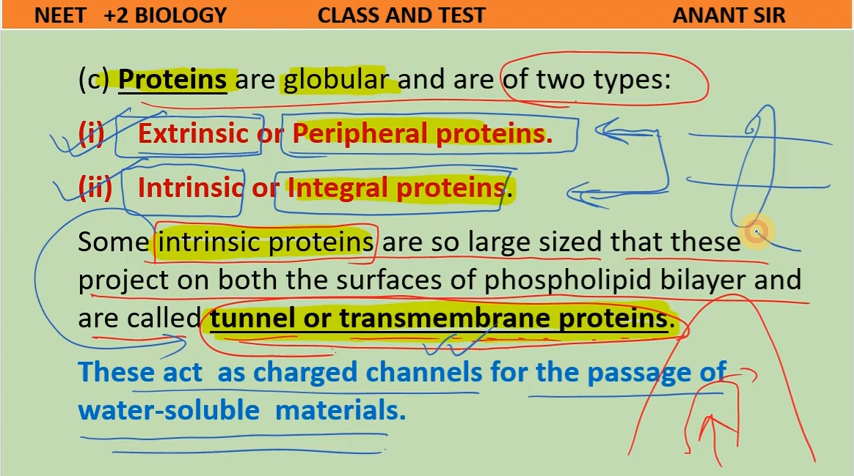 NEET +2 BIOLOGY CLASS AND TEST ANANT SIR
(c) Proteins are globular and are of two types:
(i) Extrinsic or Peripheral proteins.
(ii) Intrinsic or Integral proteins.
Some intrinsic proteins are so large sized that these
project on both the surfaces of phospholipid bilayer and
are called tunnel or transmembrane proteins.
These act as charged channels for the passage of
water-soluble materials.